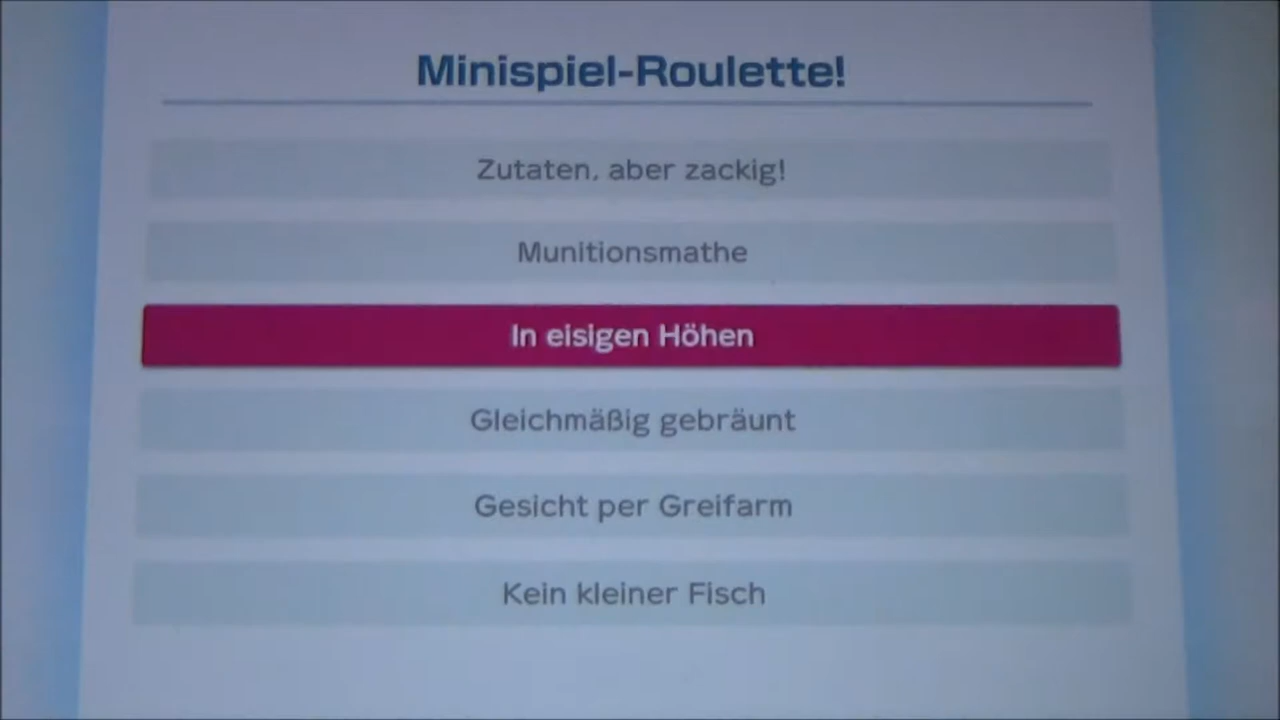 Minispiel-Roulette!
Zutaten, aber zackig!
Munitionsmathe
In eisigen Höhen
Gleichmäßig gebräunt
Gesicht per Greifarm
Kein kleiner Fisch